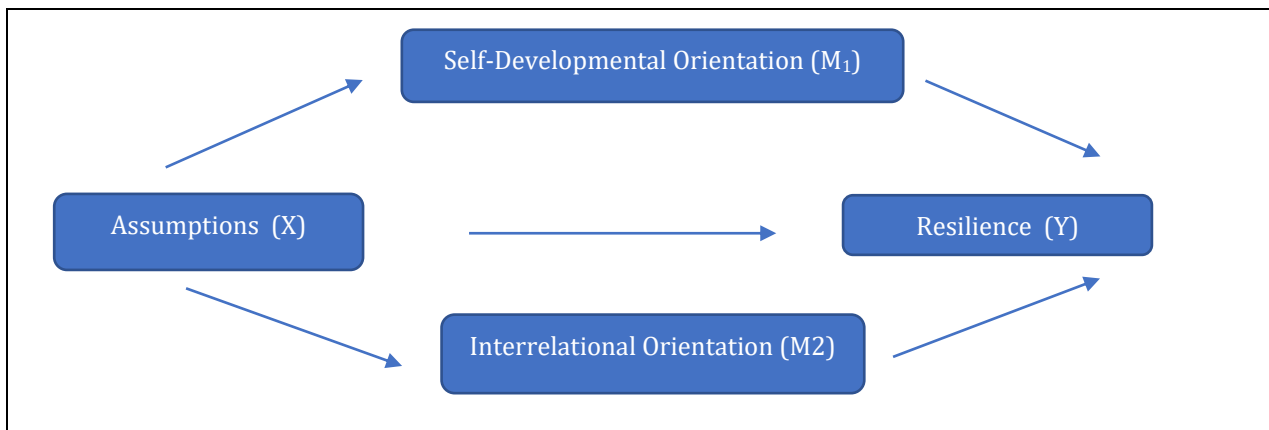 Self-Developmental Orientation (M₁)
Assumptions (X)
Resilience (Y)
Interrelational Orientation (M2)